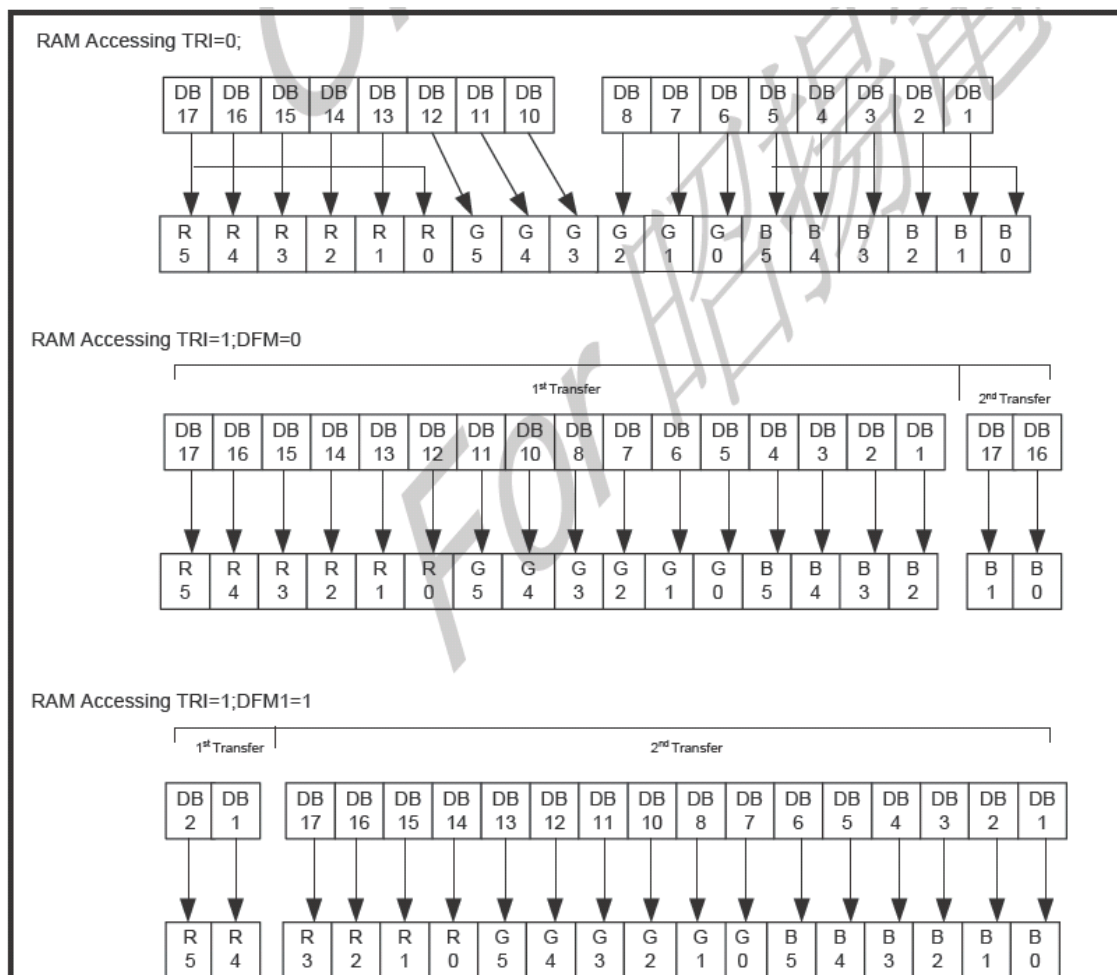 RAM Accessing TRI=0;
DB 17 DB 16 DB 15 DB 14 DB 13 DB 12 DB 11 DB 10 DB 8 DB 7 DB 6 DB 5 DB 4 DB 3 DB 2 DB 1
R 5 R 4 R 3 R 2 R 1 R 0 G 5 G 4 G 3 G 2 G 1 G 0 B 5 B 4 B 3 B 2 B 1 B 0
RAM Accessing TRI=1;DFM=0
1st Transfer 2nd Transfer
DB 17 DB 16 DB 15 DB 14 DB 13 DB 12 DB 11 DB 10 DB 8 DB 7 DB 6 DB 5 DB 4 DB 3 DB 2 DB 1 DB 17 DB 16
R 5 R 4 R 3 R 2 R 1 R 0 G 5 G 4 G 3 G 2 G 1 G 0 B 5 B 4 B 3 B 2 B 1 B 0
RAM Accessing TRI=1;DFM1=1
1st Transfer 2nd Transfer
DB 2 DB 1 DB 17 DB 16 DB 15 DB 14 DB 13 DB 12 DB 11 DB 10 DB 8 DB 7 DB 6 DB 5 DB 4 DB 3 DB 2 DB 1
R 5 R 4 R 3 R 2 R 1 R 0 G 5 G 4 G 3 G 2 G 1 G 0 B 5 B 4 B 3 B 2 B 1 B 0
For 昭揚